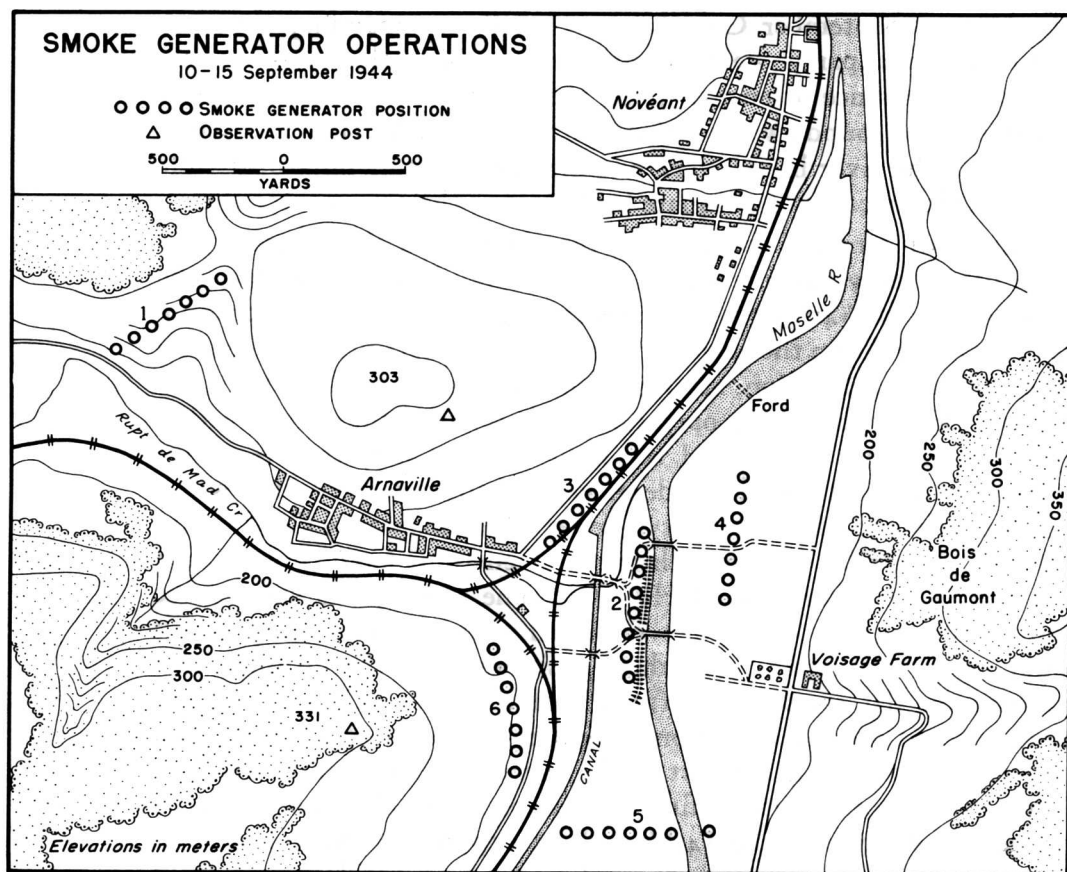 SMOKE GENERATOR OPERATIONS
10-15 September 1944
SMOKE GENERATOR POSITION
OBSERVATION POST
500 0 500
YARDS
Novéant
Moselle R
1
303
Ford
Rupt de Mad Cr
Arnaville
3
4
200
250
300
350
Bois
de
Gaumont
200
2
250
300
Voisage Farm
331
6
CANAL
5
Elevations in meters